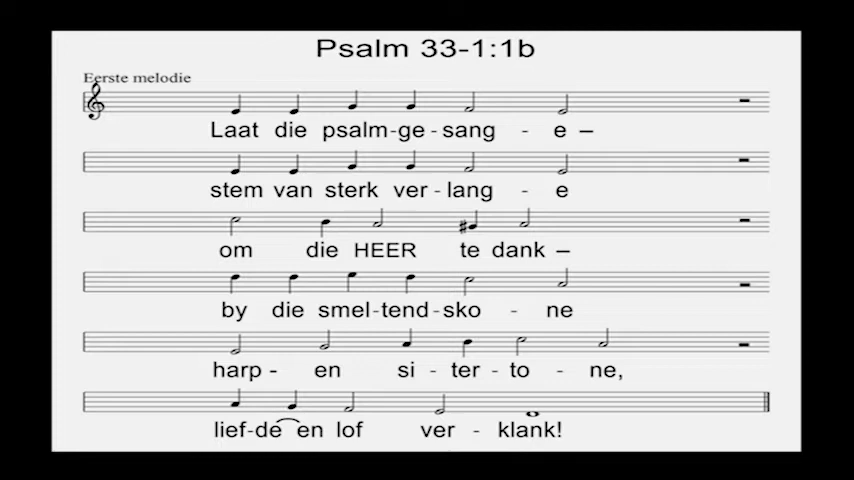 Psalm 33-1:1b
Eerste melodie
Laat die psalm-ge-sang - e –
stem van sterk ver-lang - e
om die HEER te dank –
by die smel-tend-sko - ne
harp - en si - ter - to - ne,
lief-de en lof ver - klank!